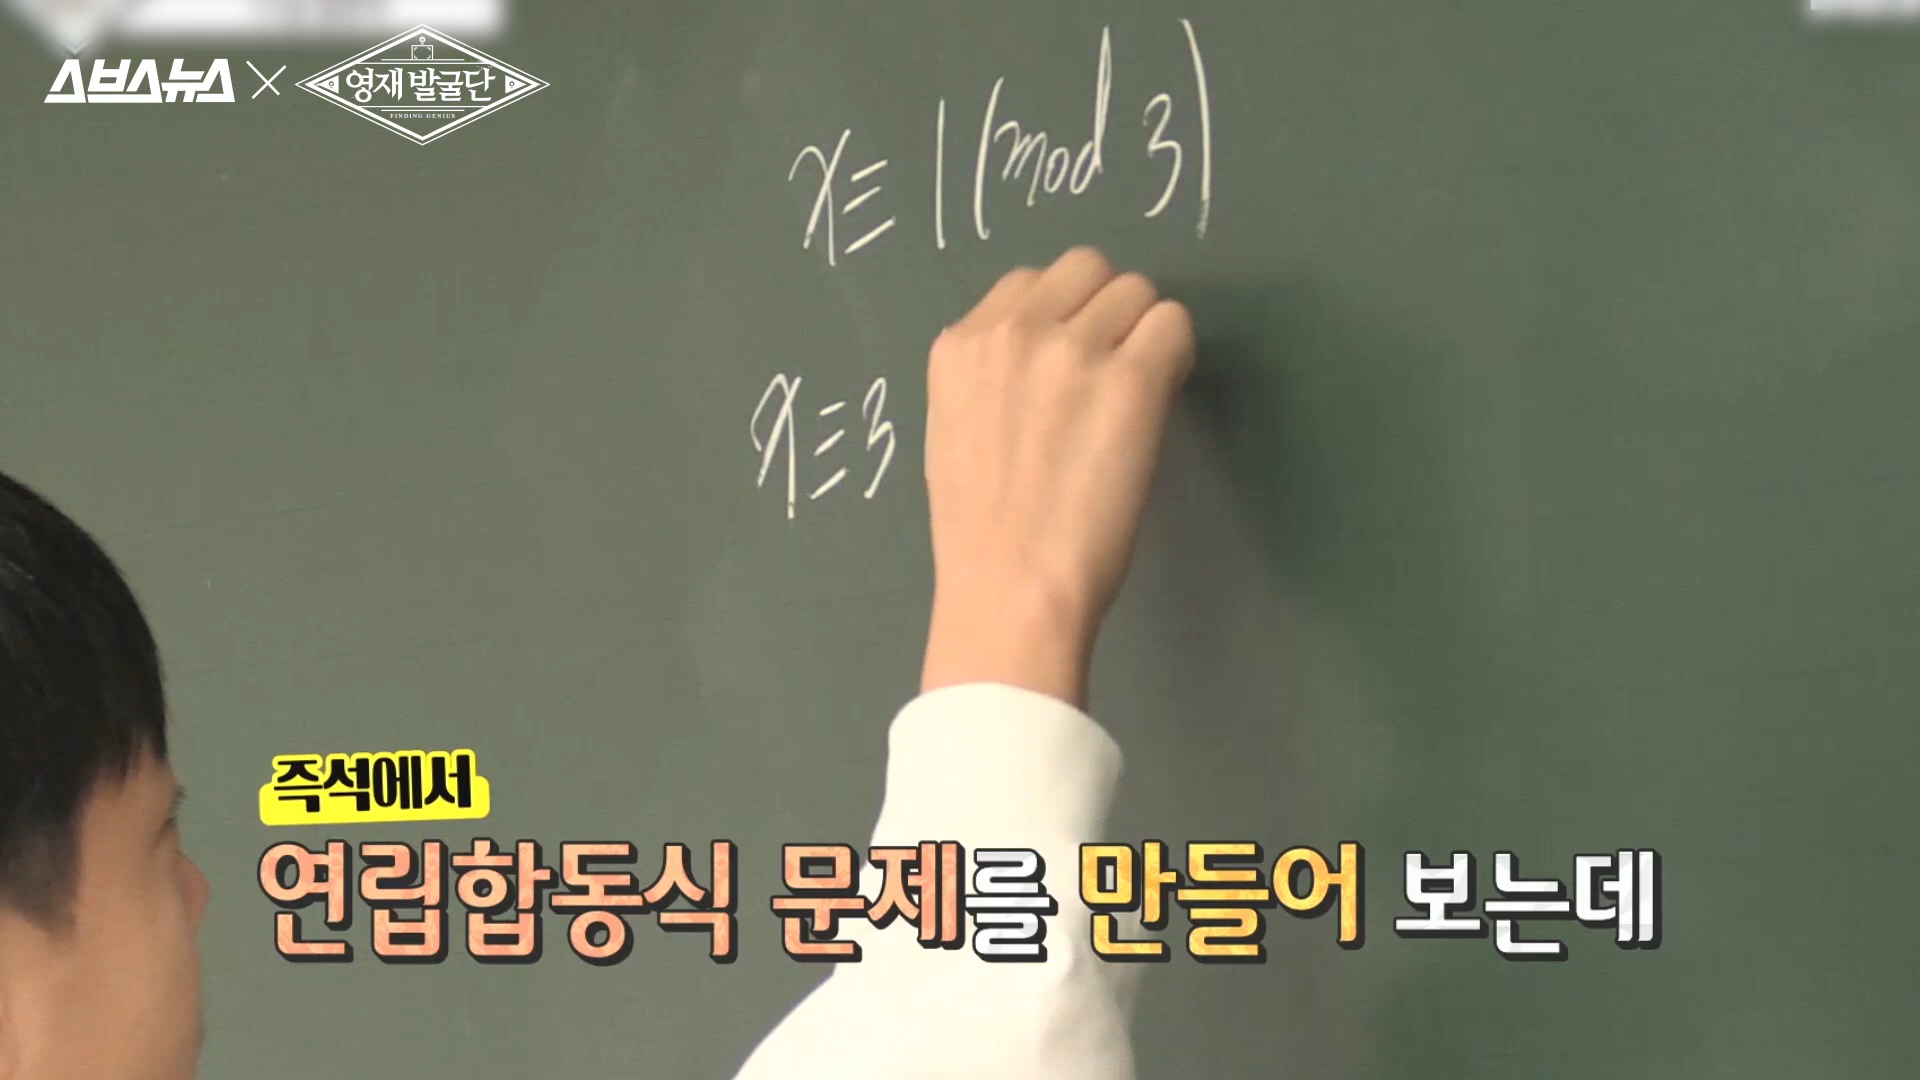 스브스뉴스 × 영재 발굴단
FINDING GENIUS
x≡1(mod 3)
x≡3
즉석에서
연립합동식 문제를 만들어 보는데